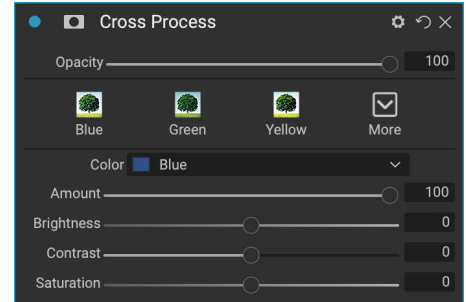 Cross Process
Opacity 100
Blue Green Yellow More
Color Blue
Amount 100
Brightness 0
Contrast 0
Saturation 0